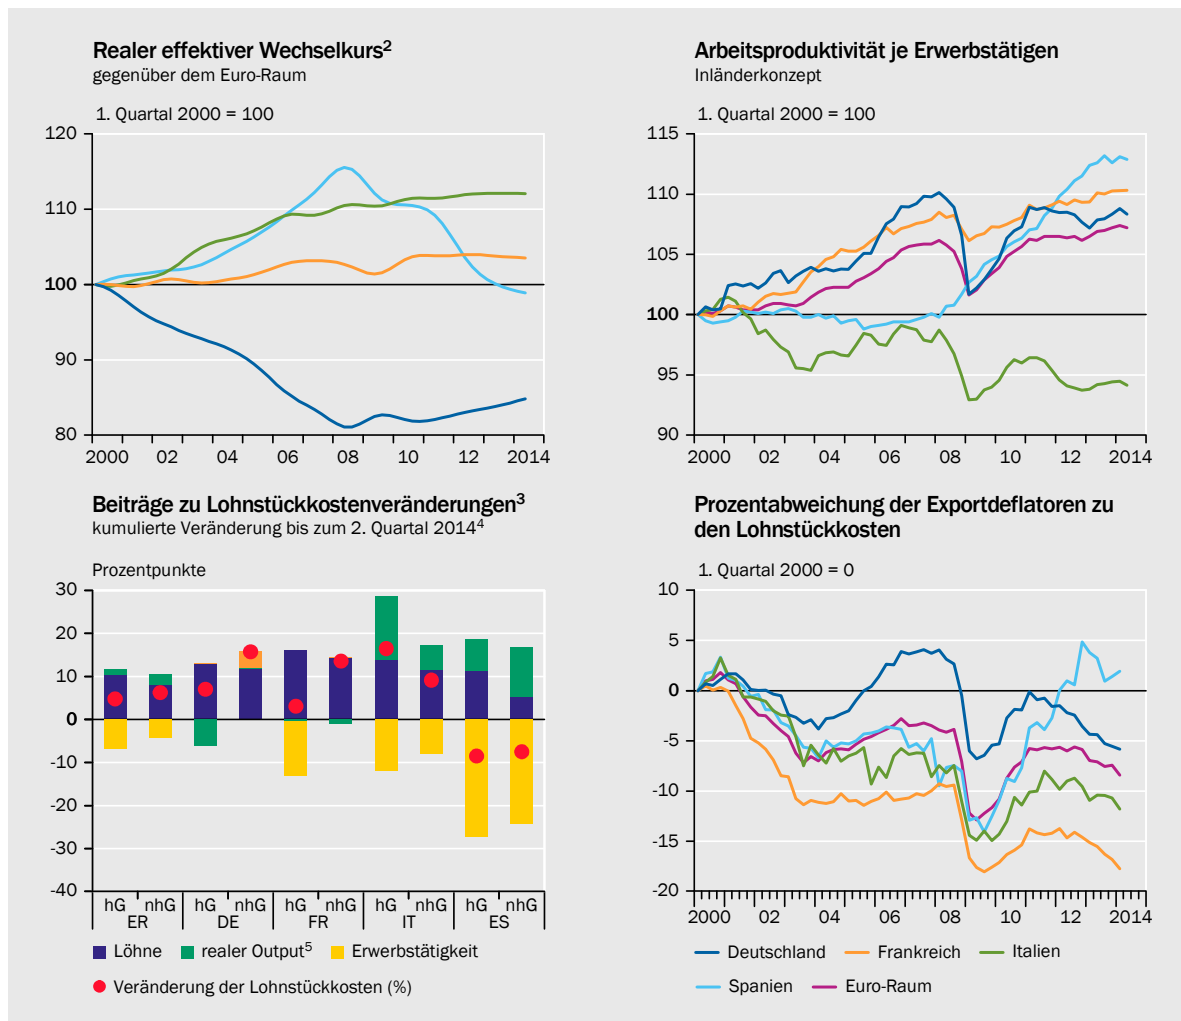 Realer effektiver Wechselkurs2
gegenüber dem Euro-Raum
1. Quartal 2000 = 100
120
110
100
90
80
2000 02 04 06 08 10 12 2014
Arbeitsproduktivität je Erwerbstätigen
Inländerkonzept
1. Quartal 2000 = 100
115
110
105
100
95
90
2000 02 04 06 08 10 12 2014
Beiträge zu Lohnstückkostenveränderungen3
kumulierte Veränderung bis zum 2. Quartal 20144
Prozentpunkte
30
20
10
0
-10
-20
-30
-40
hG nhG hG nhG hG nhG hG nhG hG nhG
ER DE FR IT ES
Löhne realer Output5 Erwerbstätigkeit
Veränderung der Lohnstückkosten (%)
Prozentabweichung der Exportdeflatoren zu
den Lohnstückkosten
1. Quartal 2000 = 0
10
5
0
-5
-10
-15
-20
2000 02 04 06 08 10 12 2014
Deutschland Frankreich Italien
Spanien Euro-Raum